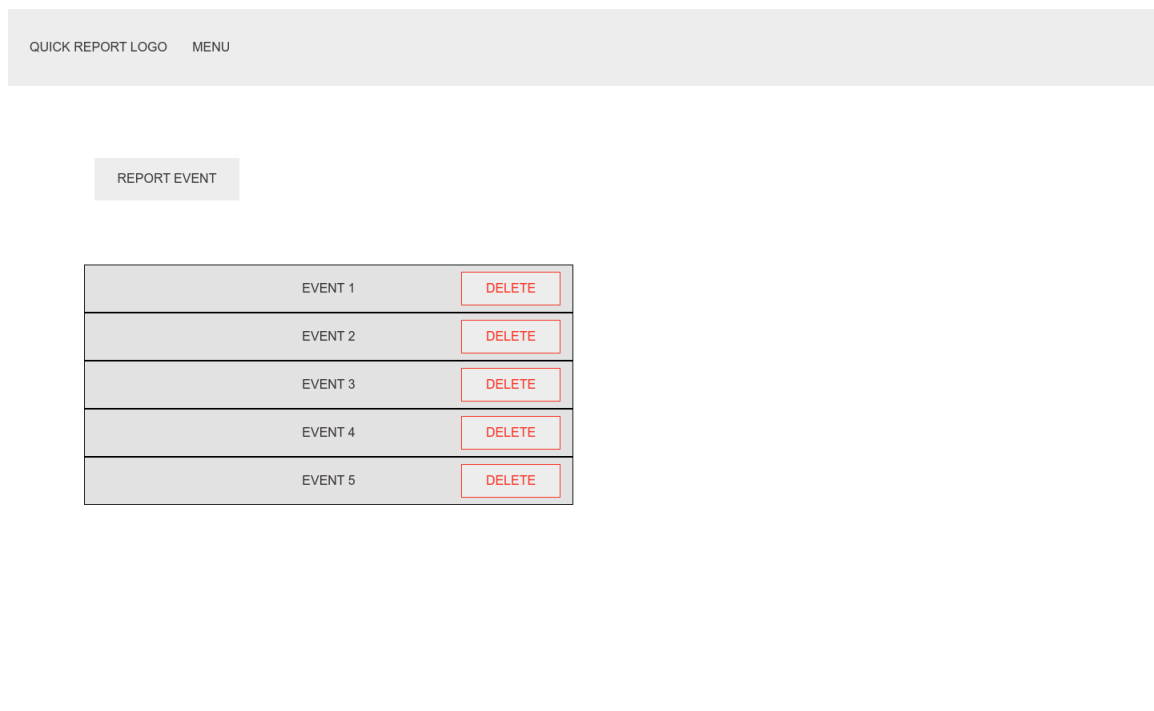 QUICK REPORT LOGO MENU
REPORT EVENT
EVENT 1 DELETE
EVENT 2 DELETE
EVENT 3 DELETE
EVENT 4 DELETE
EVENT 5 DELETE